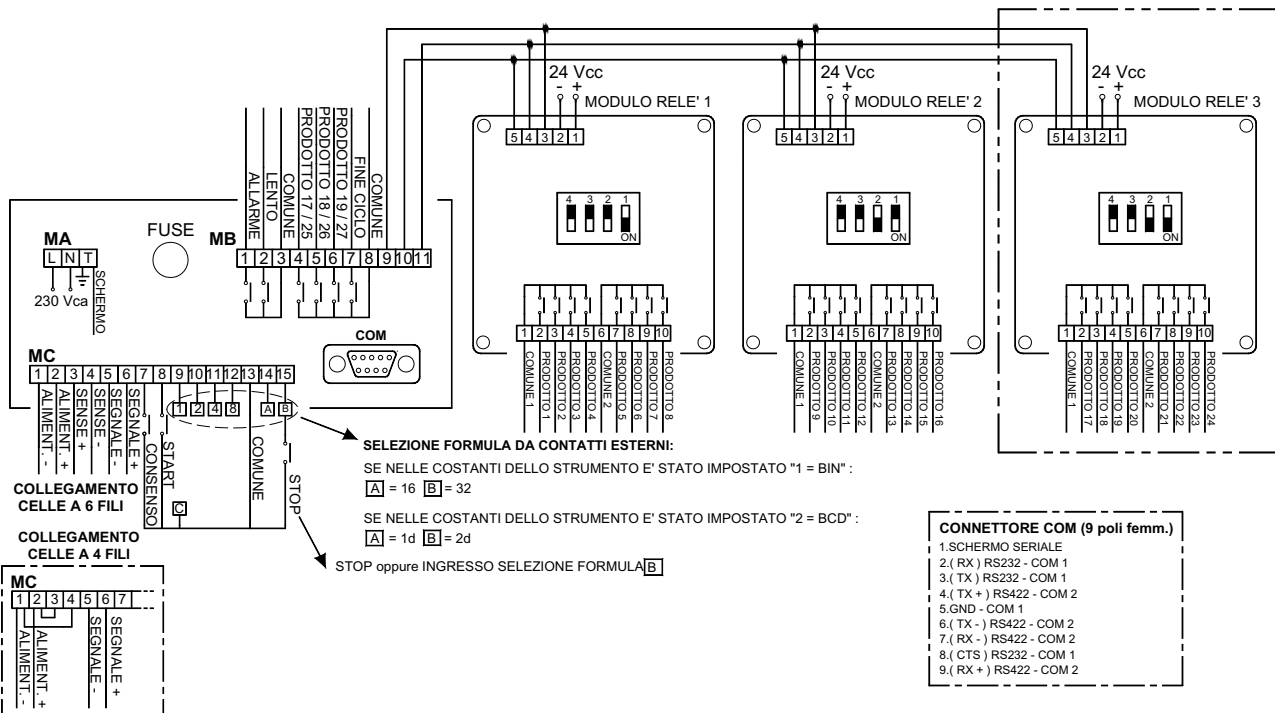 24 Vcc
- +
MODULO RELE' 1
5 4 3 2 1
4 3 2 1
ON
1 2 3 4 5 6 7 8 9 10
COMUNE 1
PRODOTTO 1
PRODOTTO 2
PRODOTTO 3
PRODOTTO 4
COMUNE 2
PRODOTTO 5
PRODOTTO 6
PRODOTTO 7
PRODOTTO 8
24 Vcc
- +
MODULO RELE' 2
5 4 3 2 1
4 3 2 1
ON
1 2 3 4 5 6 7 8 9 10
COMUNE 1
PRODOTTO 9
PRODOTTO 10
PRODOTTO 11
PRODOTTO 12
COMUNE 2
PRODOTTO 13
PRODOTTO 14
PRODOTTO 15
PRODOTTO 16
24 Vcc
- +
MODULO RELE' 3
5 4 3 2 1
4 3 2 1
ON
1 2 3 4 5 6 7 8 9 10
COMUNE 1
PRODOTTO 17
PRODOTTO 18
PRODOTTO 19
PRODOTTO 20
COMUNE 2
PRODOTTO 21
PRODOTTO 22
PRODOTTO 23
PRODOTTO 24
ALLARME
LENTO
COMUNE
PRODOTTO 17 / 25
PRODOTTO 18 / 26
PRODOTTO 19 / 27
FINE CICLO
COMUNE
MA
L N T
SCHERMO
230 Vca
FUSE
MB
1 2 3 4 5 6 7 8 9 10 11
COM
MC
1 2 3 4 5 6 7 8 9 10 11 12 13 14 15
1 2 4 8 A B
ALIMENT. -
ALIMENT. +
SENSE +
SENSE -
SEGNALE -
SEGNALE +
CONSENSO
START
C
COMUNE
STOP
COLLEGAMENTO
CELLE A 6 FILI
COLLEGAMENTO
CELLE A 4 FILI
MC
1 2 3 4 5 6 7
ALIMENT. -
ALIMENT. +
SEGNALE -
SEGNALE +
SELEZIONE FORMULA DA CONTATTI ESTERNI:
SE NELLE COSTANTI DELLO STRUMENTO E' STATO IMPOSTATO "1 = BIN" :
A = 16 B = 32
SE NELLE COSTANTI DELLO STRUMENTO E' STATO IMPOSTATO "2 = BCD" :
A = 1d B = 2d
STOP oppure INGRESSO SELEZIONE FORMULA B
CONNETTORE COM (9 poli femm.)
1.SCHERMO SERIALE
2.( RX ) RS232 - COM 1
3.( TX ) RS232 - COM 1
4.( TX + ) RS422 - COM 2
5.GND - COM 1
6.( TX - ) RS422 - COM 2
7.( RX - ) RS422 - COM 2
8.( CTS ) RS232 - COM 1
9.( RX + ) RS422 - COM 2